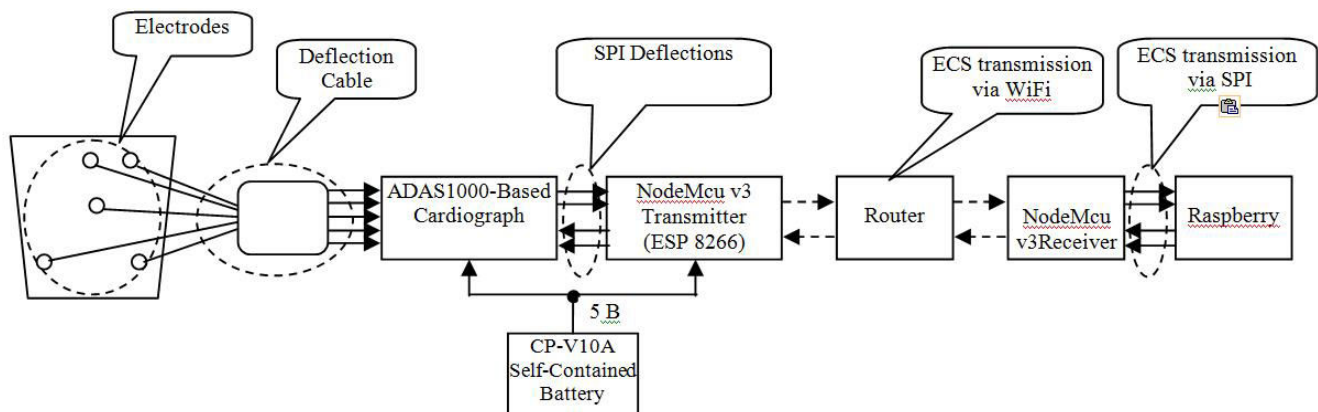 Electrodes
Deflection
Cable
SPI Deflections
ECS transmission
via WiFi
ECS transmission
via SPI
ADAS1000-Based
Cardiograph
NodeMcu v3
Transmitter
(ESP 8266)
Router
NodeMcu
v3Receiver
Raspberry
5 B
CP-V10A
Self-Contained
Battery